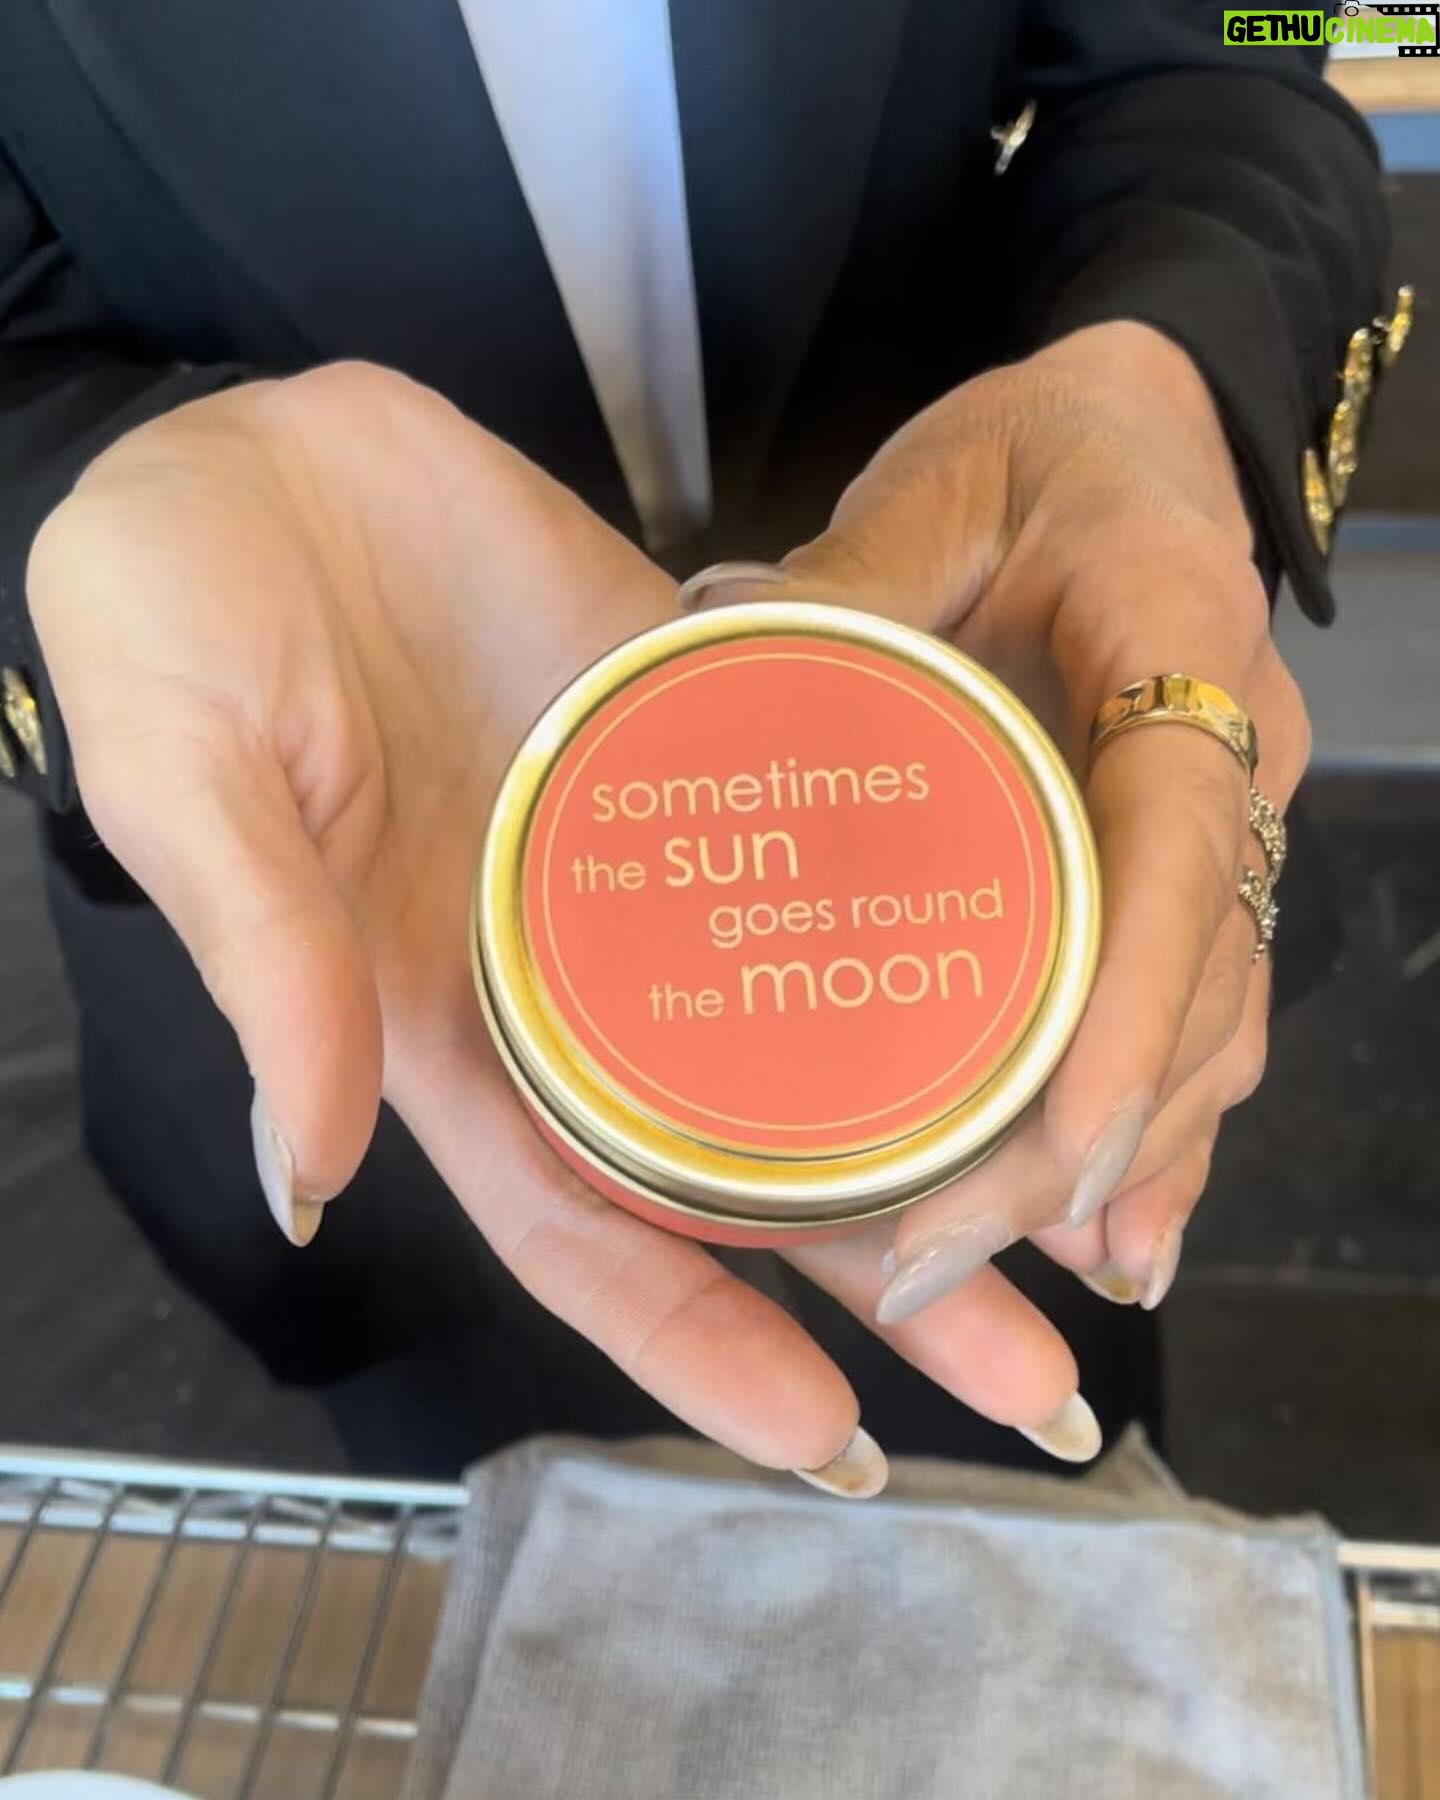 GETHUCINEMA
sometimes
the sun
goes round
the moon